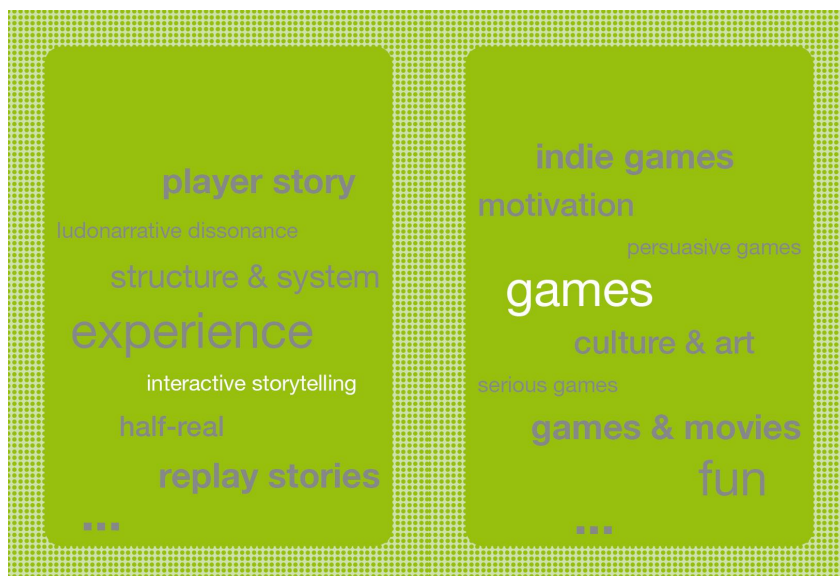 player story
ludonarrative dissonance
structure & system
experience
interactive storytelling
half-real
replay stories
...
indie games
motivation
persuasive games
games
culture & art
serious games
games & movies
fun
...